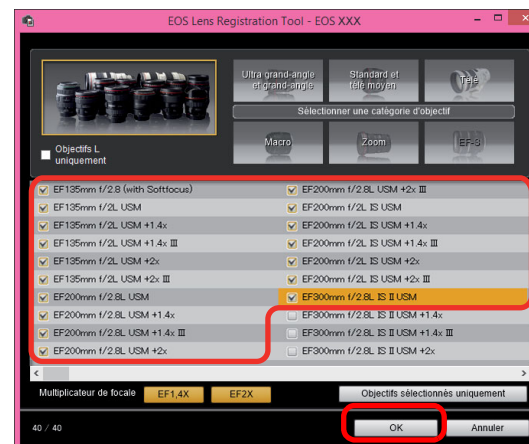 EOS Lens Registration Tool - EOS XXX
Ultra grand-angle
et grand-angle
Standard et
télé moyen
Télé
Sélectionner une catégorie d'objectif
Objectifs L
uniquement
Macro
Zoom
EF-S
EF135mm f/2.8 (with Softfocus)
EF135mm f/2L USM
EF135mm f/2L USM +1.4x
EF135mm f/2L USM +1.4x III
EF135mm f/2L USM +2x
EF135mm f/2L USM +2x III
EF200mm f/2.8L USM
EF200mm f/2.8L USM +1.4x
EF200mm f/2.8L USM +1.4x III
EF200mm f/2.8L USM +2x
EF200mm f/2.8L USM +2x III
EF200mm f/2L IS USM
EF200mm f/2L IS USM +1.4x
EF200mm f/2L IS USM +1.4x III
EF200mm f/2L IS USM +2x
EF200mm f/2L IS USM +2x III
EF300mm f/2.8L IS II USM
EF300mm f/2.8L IS II USM +1.4x
EF300mm f/2.8L IS II USM +1.4x III
EF300mm f/2.8L IS II USM +2x
Multiplicateur de focale
EF1,4X
EF2X
Objectifs sélectionnés uniquement
40 / 40
OK
Annuler